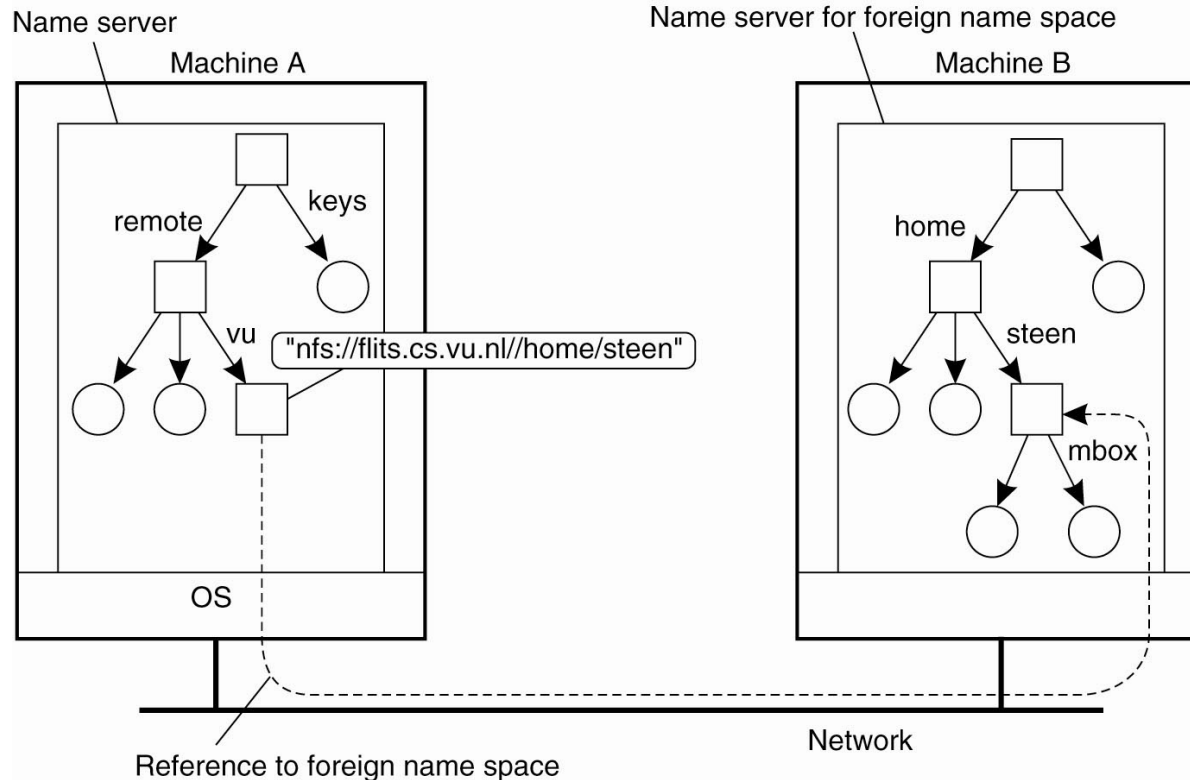 Name server
Name server for foreign name space
Machine A
Machine B
keys
remote
home
vu
steen
"nfs://flits.cs.vu.nl//home/steen"
mbox
OS
Network
Reference to foreign name space